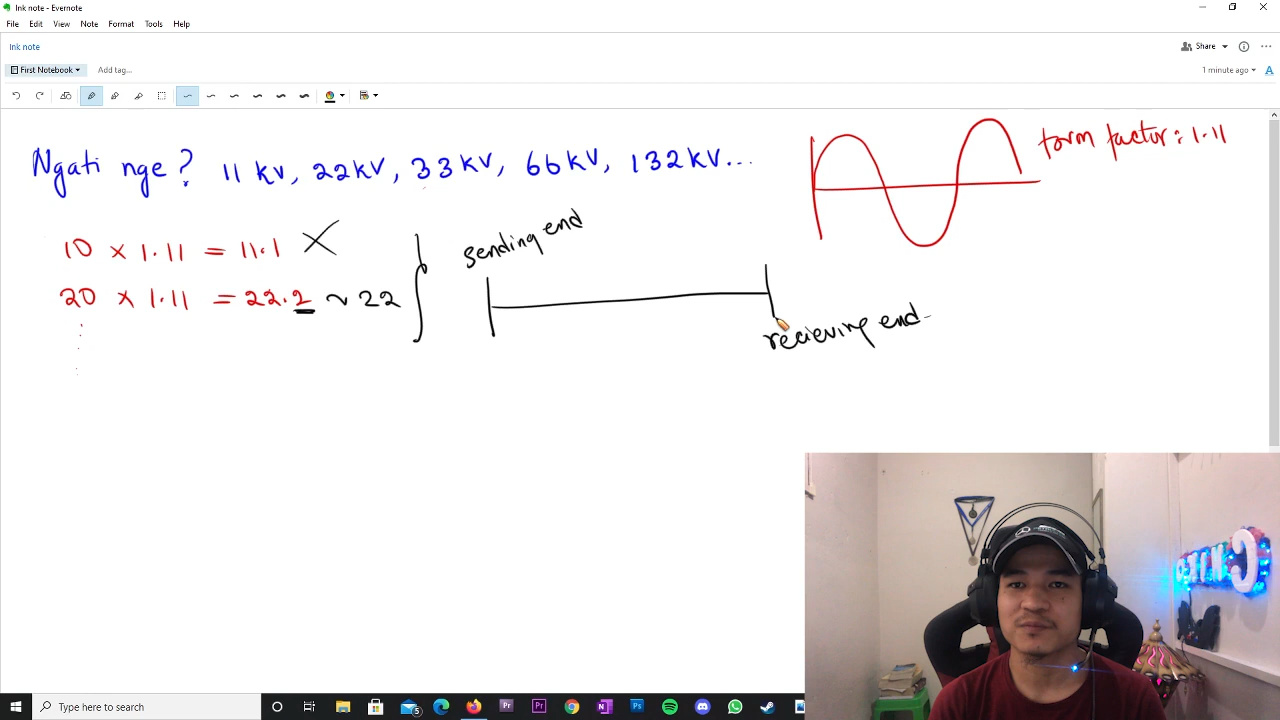 Ink note - Evernote
File Edit View Note Format Tools Help
Ink note
Share
First Notebook
Add tag...
1 minute ago
Ngati nge? 11 kV, 22kV, 33kV, 66kV, 132kV...
form factor: 1.11
10 × 1.11 = 11.1 X
20 × 1.11 = 22.2 ~ 22
sending end
recieving end
Type here to search